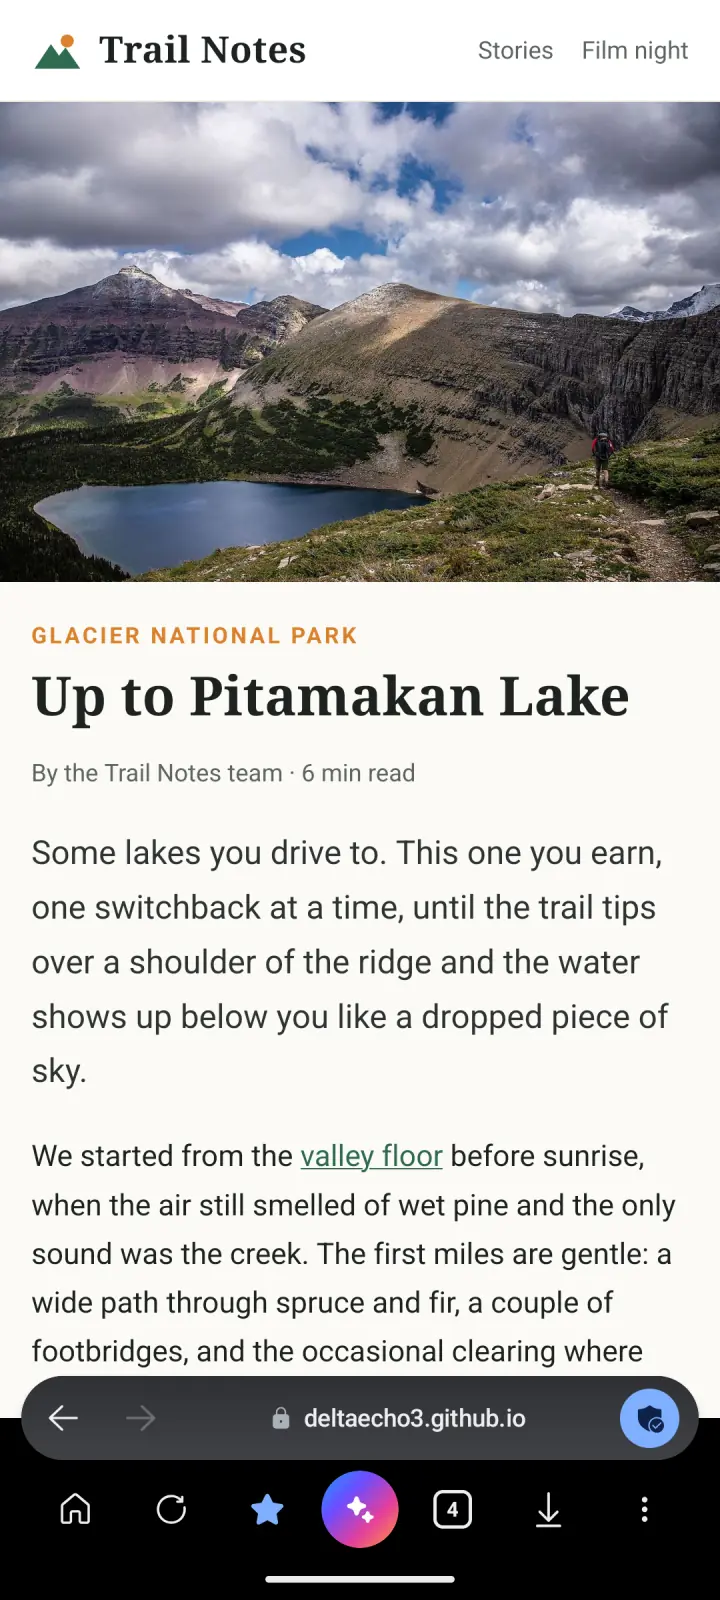 Trail Notes
Stories
Film night
GLACIER NATIONAL PARK
Up to Pitamakan Lake
By the Trail Notes team · 6 min read
Some lakes you drive to. This one you earn,
one switchback at a time, until the trail tips
over a shoulder of the ridge and the water
shows up below you like a dropped piece of
sky.
We started from the valley floor before sunrise,
when the air still smelled of wet pine and the only
sound was the creek. The first miles are gentle: a
wide path through spruce and fir, a couple of
footbridges, and the occasional clearing where
deltaecho3.github.io
4